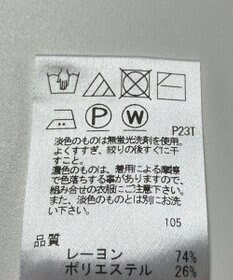 P W
P23T
淡色のものは無蛍光洗剤を使用。
よくすすぎ、絞りの後すぐに干
すこと。
濃色のものは、着用による摩擦
で色落ちする事がありますので、
組み合せの衣服にご注意下さい。
また、淡色のものとは別にお洗
い下さい。
105
品質
レーヨン 74%
ポリエステル 26%